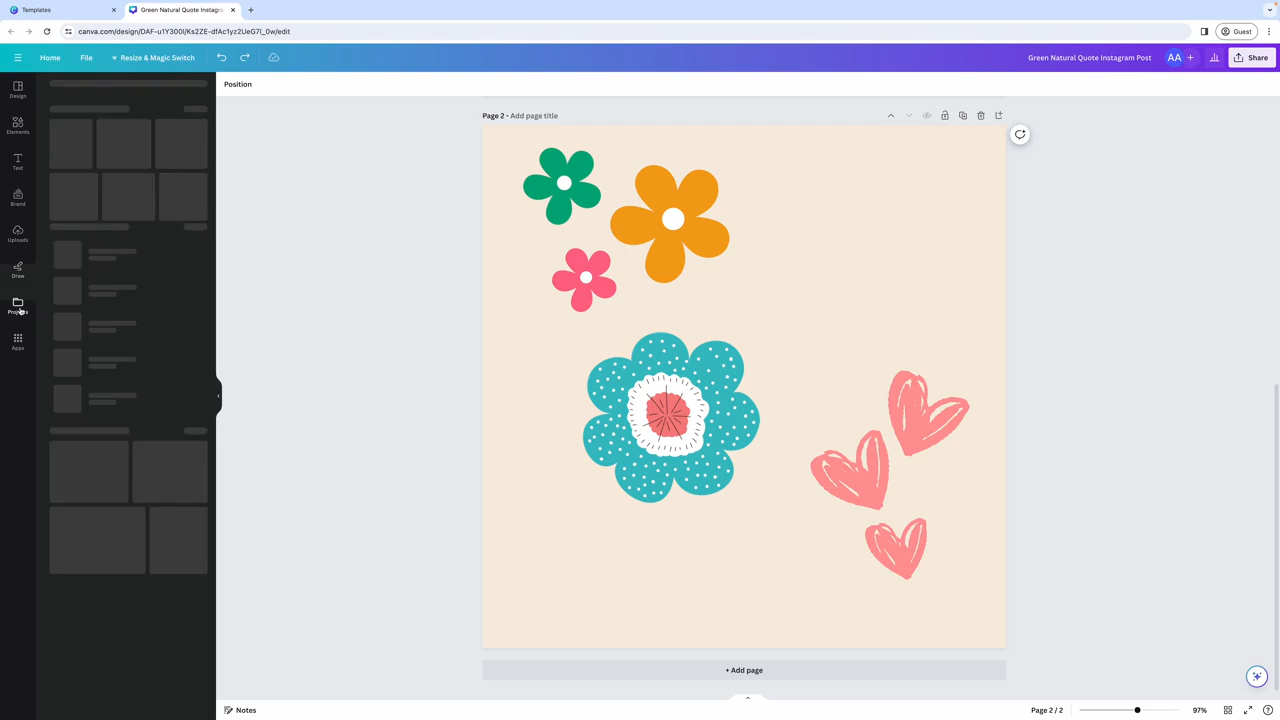 Templates
Green Natural Quote Instagra
canva.com/design/DAF-u1Y300I/Ks2ZE-dfAc1yz2UeG7l_0w/edit
Guest
Home
File
Resize & Magic Switch
Green Natural Quote Instagram Post
AA
Share
Design
Elements
Text
Brand
Uploads
Draw
Projects
Apps
Position
Page 2 - Add page title
+ Add page
Notes
Page 2 / 2
97%